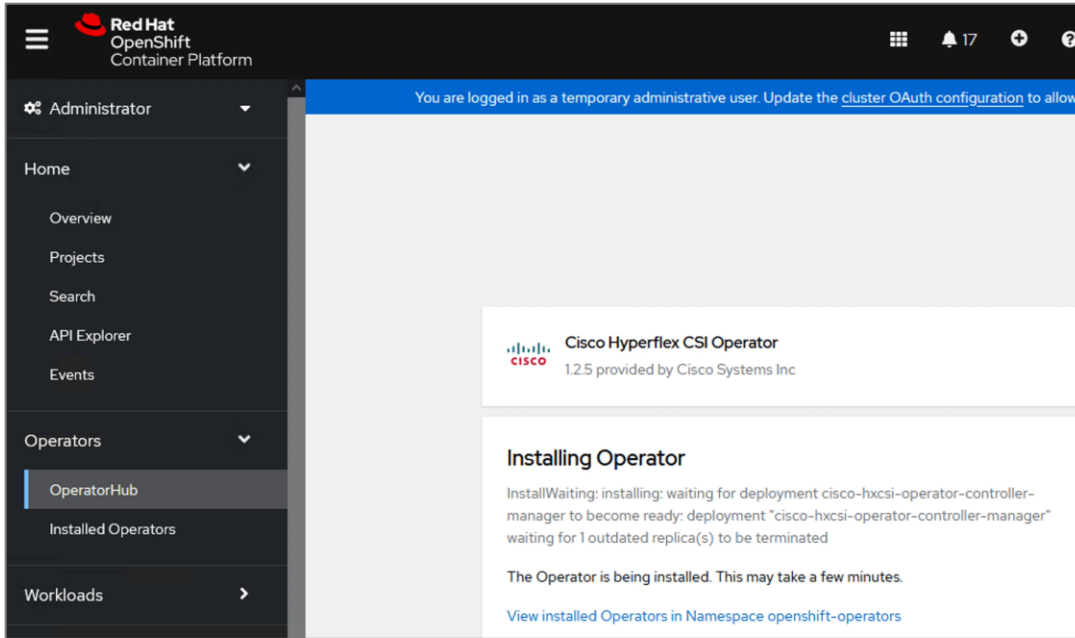 Red Hat
OpenShift
Container Platform
17
You are logged in as a temporary administrative user. Update the cluster OAuth configuration to allow
Administrator
Home
Overview
Projects
Search
API Explorer
Events
Operators
OperatorHub
Installed Operators
Workloads
CISCO
Cisco Hyperflex CSI Operator
1.2.5 provided by Cisco Systems Inc
Installing Operator
InstallWaiting: installing: waiting for deployment cisco-hxcsi-operator-controller-
manager to become ready: deployment "cisco-hxcsi-operator-controller-manager"
waiting for 1 outdated replica(s) to be terminated
The Operator is being installed. This may take a few minutes.
View installed Operators in Namespace openshift-operators